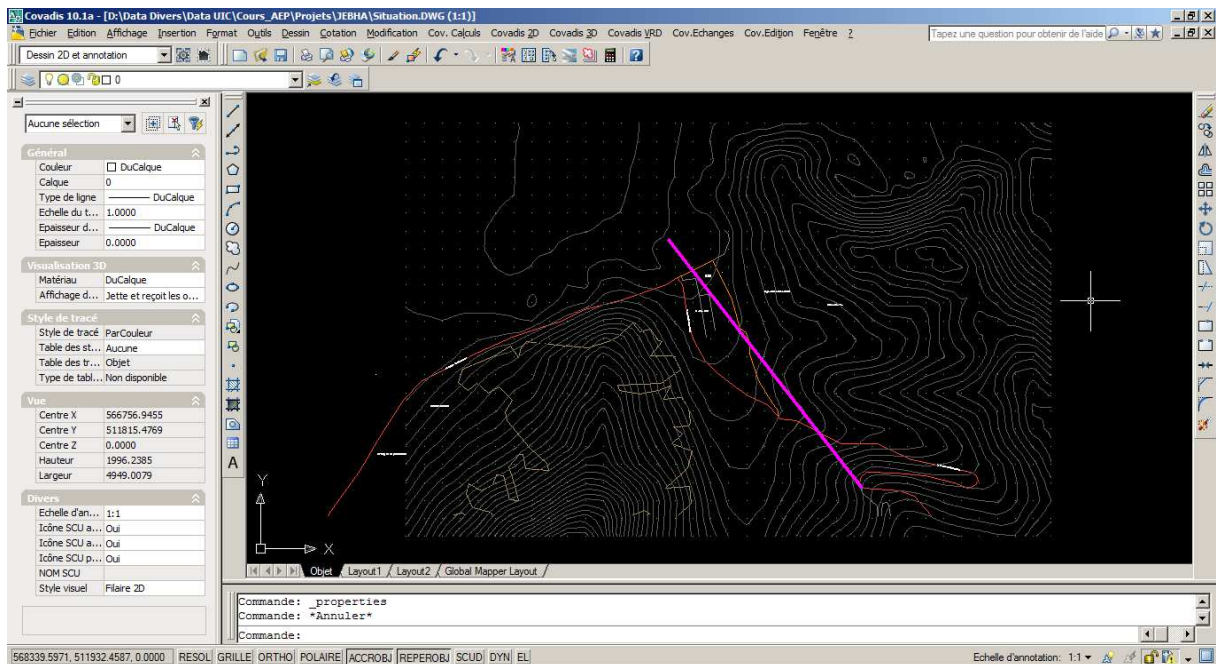 Covadis 10.1a - [D:\Data Divers\Data UIC\Cours_AEP\Projets\JEBHA\Situation.DWG (1:1)]
Fichier Edition Affichage Insertion Format Outils Dessin Cotation Modification Cov. Calculs Covadis 2D Covadis 3D Covadis VRD Cov.Echanges Cov.Edition Fenêtre ? Tapez une question pour obtenir de l'aide
Dessin 2D et annotation
0
Aucune sélection
Général
Couleur DuCalque
Calque 0
Type de ligne DuCalque
Echelle du t... 1.0000
Epaisseur d... DuCalque
Epaisseur 0.0000
Visualisation 3D
Matériau DuCalque
Affichage d... Jette et reçoit les o...
Style de tracé
Style de tracé ParCouleur
Table des st... Aucune
Table des tr... Objet
Type de tabl... Non disponible
Vue
Centre X 566756.9455
Centre Y 511815.4769
Centre Z 0.0000
Hauteur 1996.2385
Largeur 4949.0079
Divers
Echelle d'an... 1:1
Icône SCU a... Oui
Icône SCU a... Oui
Icône SCU p... Oui
NOM SCU
Style visuel Filaire 2D
A
Y
X
Objet Layout1 Layout2 Global Mapper Layout
Commande: _properties
Commande: *Annuler*
Commande:
568339.5971, 511932.4587, 0.0000 RESOL GRILLE ORTHO POLAIRE ACCROBJ REPEROBJ SCUD DYN EL Echelle d'annotation: 1:1